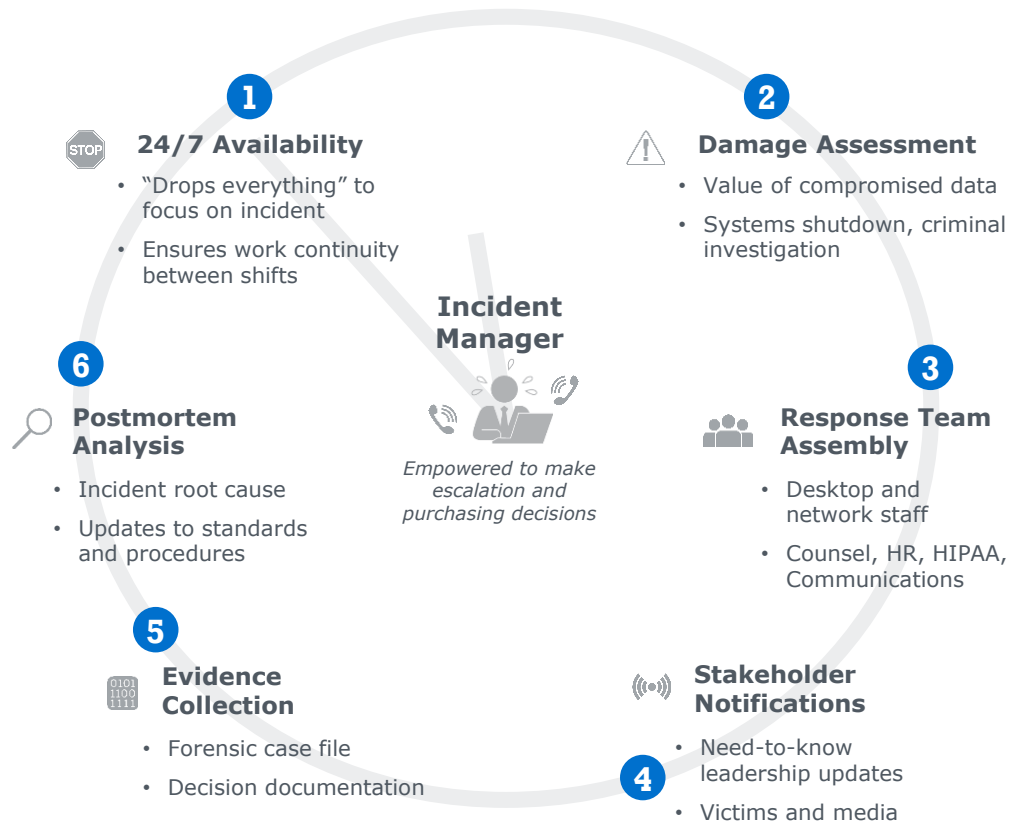 1
24/7 Availability
STOP
• “Drops everything” to
focus on incident
• Ensures work continuity
between shifts
2
Damage Assessment
• Value of compromised data
• Systems shutdown, criminal
investigation
Incident
Manager
Empowered to make
escalation and
purchasing decisions
3
Response Team
Assembly
• Desktop and
network staff
• Counsel, HR, HIPAA,
Communications
4
Stakeholder
Notifications
• Need-to-know
leadership updates
• Victims and media
5
Evidence
Collection
0101
1100
1111
• Forensic case file
• Decision documentation
6
Postmortem
Analysis
• Incident root cause
• Updates to standards
and procedures